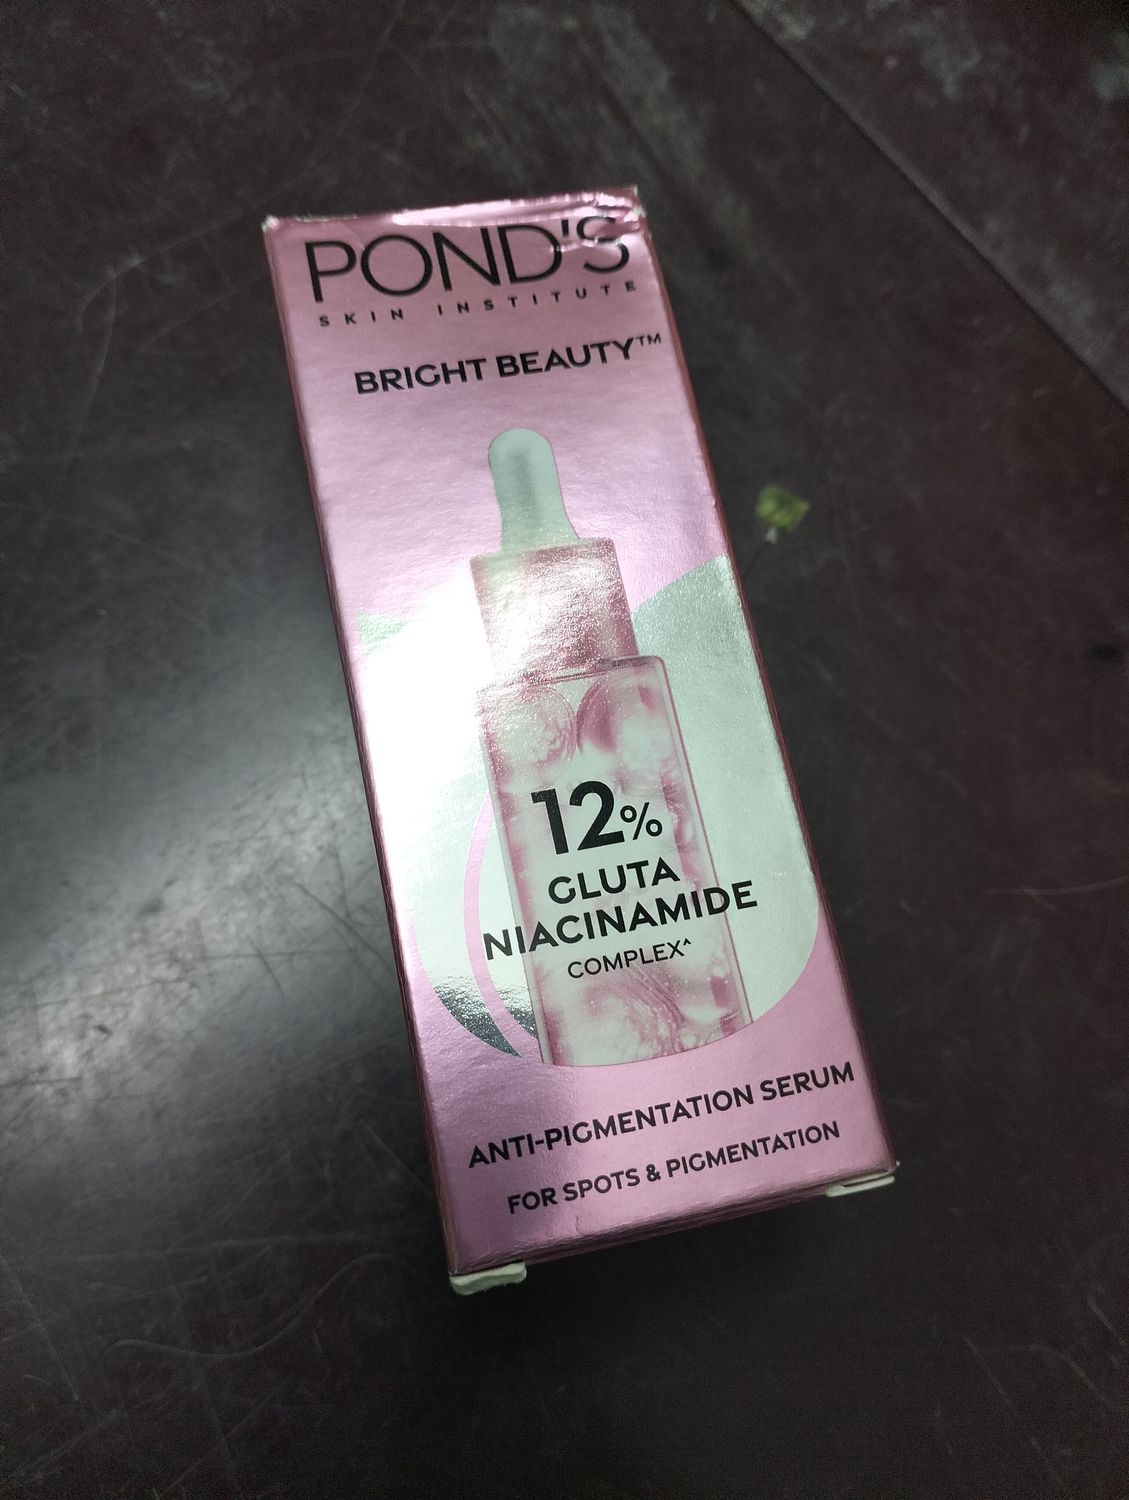 POND'S
SKIN INSTITUTE
BRIGHT BEAUTY™
12%
GLUTA
NIACINAMIDE
COMPLEX^
ANTI-PIGMENTATION SERUM
FOR SPOTS & PIGMENTATION